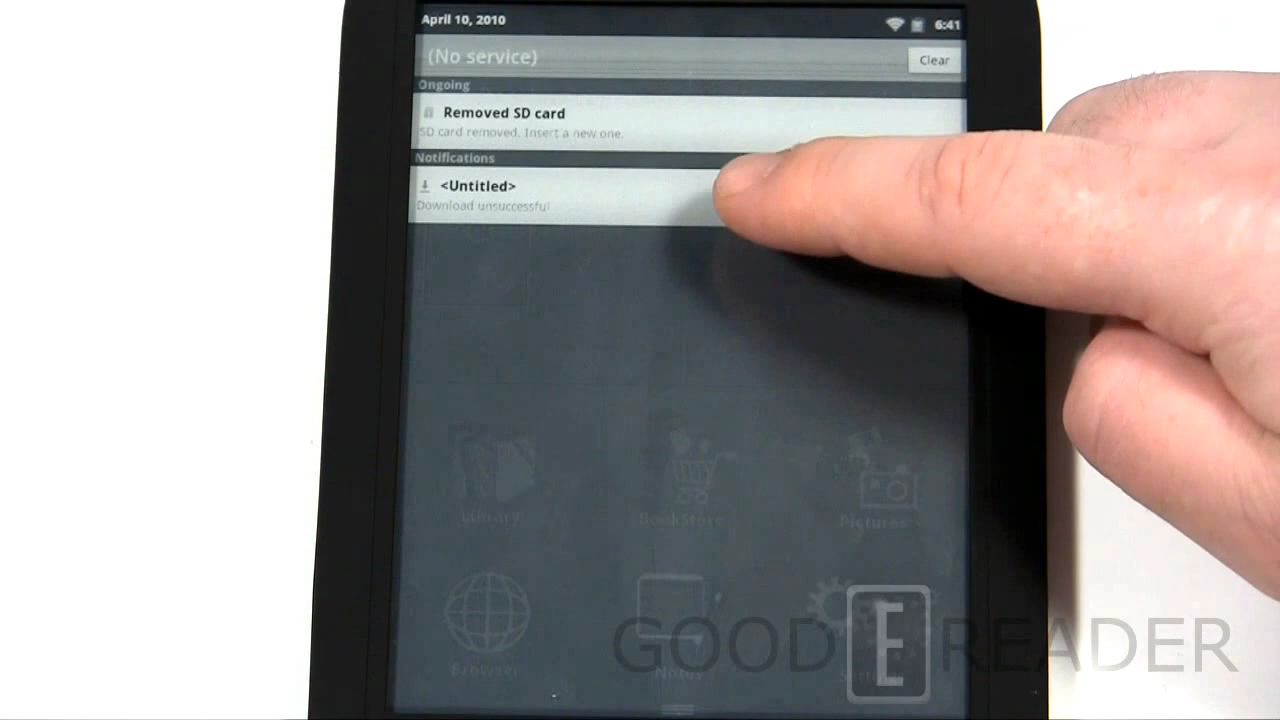 April 10, 2010 6:41
(No service) Clear
Ongoing
Removed SD card
SD card removed. Insert a new one.
Notifications
<Untitled>
Download unsuccessful
Library BookStore Pictures
Browser Notes
GOOD E READER